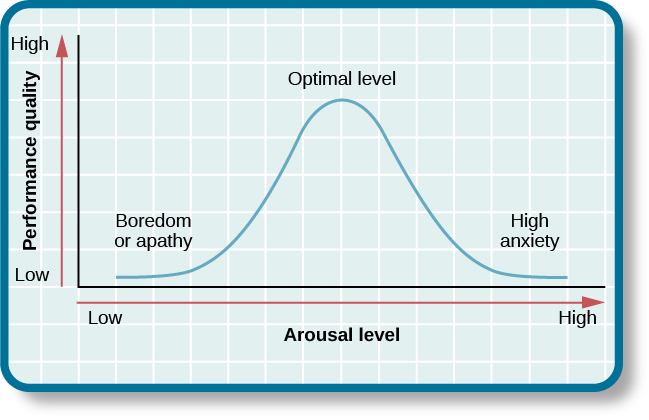 High
Optimal level
Performance quality
Boredom
or apathy
High
anxiety
Low
Low
High
Arousal level